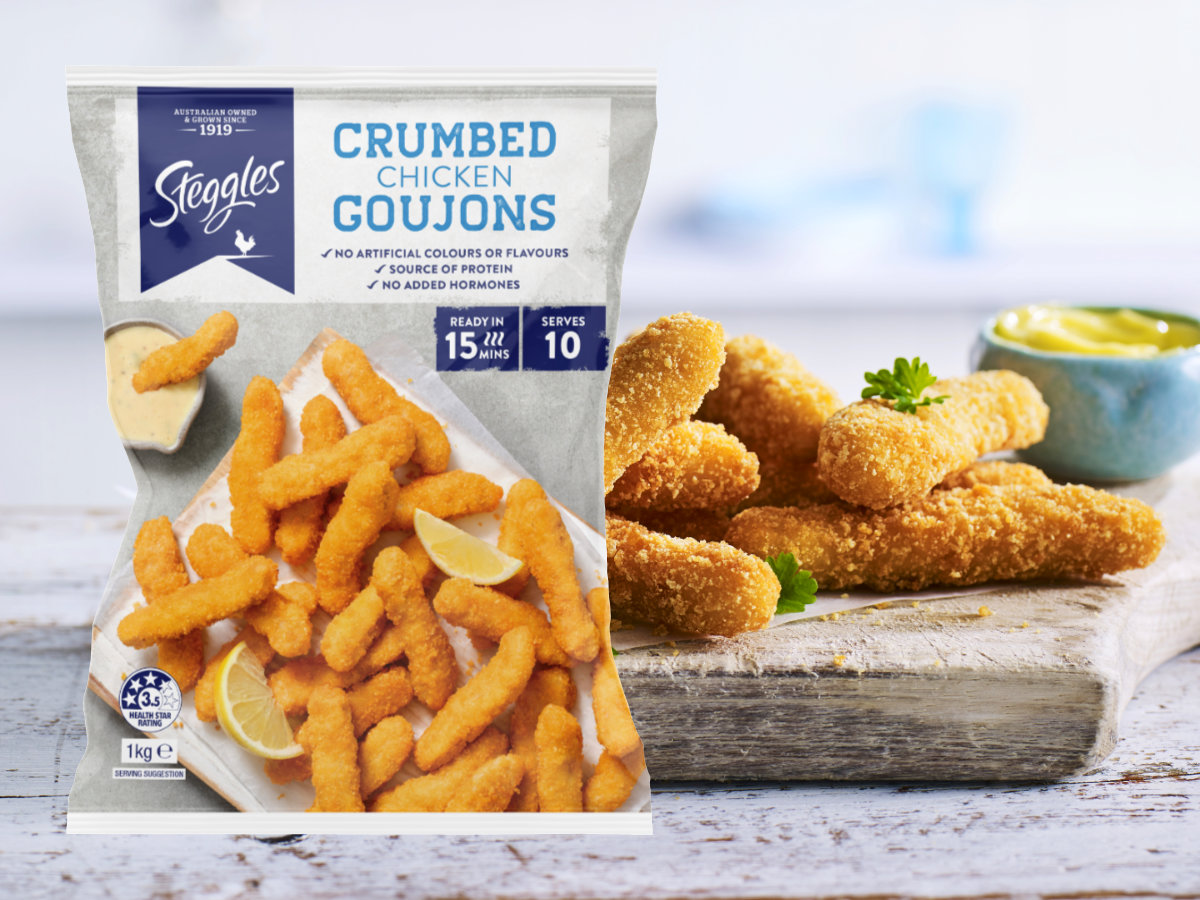 AUSTRALIAN OWNED
& GROWN SINCE
1919
Steggles
CRUMBED
CHICKEN
GOUJONS
✓ NO ARTIFICIAL COLOURS OR FLAVOURS
✓ SOURCE OF PROTEIN
✓ NO ADDED HORMONES
READY IN
15 MINS
SERVES
10
3.5
HEALTH STAR
RATING
1kg e
SERVING SUGGESTION